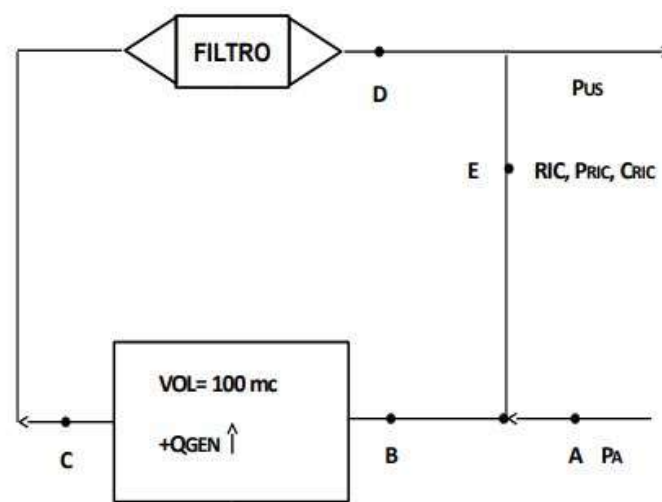 FILTRO
D
PUS
E
RIC, PRIC, CRIC
VOL= 100 mc
+QGEN ↑
C
B
A PA